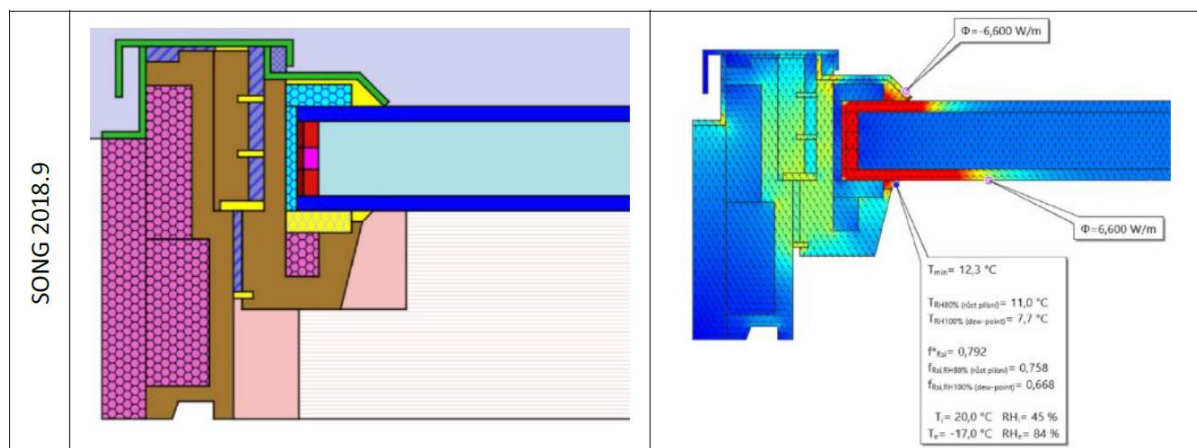 SONG 2018.9
Φ=-6,600 W/m
Φ=6,600 W/m
Tmin= 12,3 °C
TRH80% (růst plísní)= 11,0 °C
TRH100% (dew-point)= 7,7 °C
f*Rsi= 0,792
fRsi,RH80% (růst plísní)= 0,758
fRsi,RH100% (dew-point)= 0,668
Ti= 20,0 °C RHi= 45 %
Te= -17,0 °C RHe= 84 %